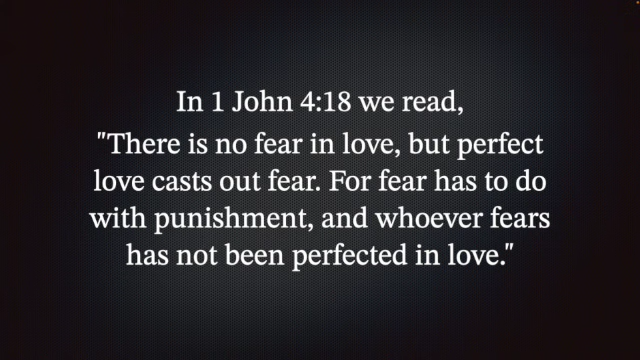 In 1 John 4:18 we read,
"There is no fear in love, but perfect
love casts out fear. For fear has to do
with punishment, and whoever fears
has not been perfected in love."